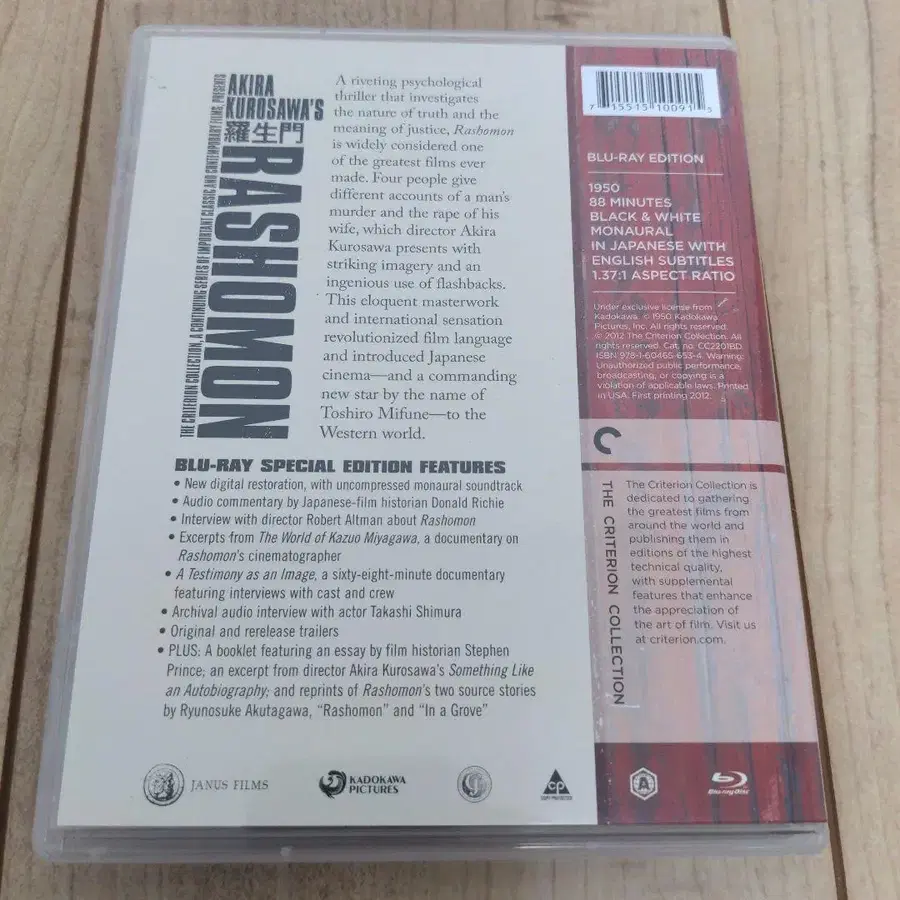 THE CRITERION COLLECTION, A CONTINUING SERIES OF IMPORTANT CLASSIC AND CONTEMPORARY FILMS, PRESENTS
AKIRA
KUROSAWA'S
羅生門
RASHOMON
A riveting psychological
thriller that investigates
the nature of truth and the
meaning of justice, Rashomon
is widely considered one
of the greatest films ever
made. Four people give
different accounts of a man's
murder and the rape of his
wife, which director Akira
Kurosawa presents with
striking imagery and an
ingenious use of flashbacks.
This eloquent masterwork
and international sensation
revolutionized film language
and introduced Japanese
cinema—and a commanding
new star by the name of
Toshiro Mifune—to the
Western world.
BLU-RAY SPECIAL EDITION FEATURES
• New digital restoration, with uncompressed monaural soundtrack
• Audio commentary by Japanese-film historian Donald Richie
• Interview with director Robert Altman about Rashomon
• Excerpts from The World of Kazuo Miyagawa, a documentary on
Rashomon's cinematographer
• A Testimony as an Image, a sixty-eight-minute documentary
featuring interviews with cast and crew
• Archival audio interview with actor Takashi Shimura
• Original and rerelease trailers
• PLUS: A booklet featuring an essay by film historian Stephen
Prince; an excerpt from director Akira Kurosawa's Something Like
an Autobiography; and reprints of Rashomon's two source stories
by Ryunosuke Akutagawa, "Rashomon" and "In a Grove"
JANUS FILMS
KADOKAWA
PICTURES
CP
COPY PROTECTED
7 15515 10091 3
BLU-RAY EDITION
1950
88 MINUTES
BLACK & WHITE
MONAURAL
IN JAPANESE WITH
ENGLISH SUBTITLES
1.37:1 ASPECT RATIO
Under exclusive license from
Kadokawa. © 1950 Kadokawa
Pictures, Inc. All rights reserved.
© 2012 The Criterion Collection. All
rights reserved. Cat. no. CC2201BD.
ISBN 978-1-60465-653-4. Warning:
Unauthorized public performance,
broadcasting, or copying is a
violation of applicable laws. Printed
in USA. First printing 2012.
THE CRITERION COLLECTION
The Criterion Collection is
dedicated to gathering
the greatest films from
around the world and
publishing them in
editions of the highest
technical quality,
with supplemental
features that enhance
the appreciation of
the art of film. Visit us
at criterion.com.
A
Blu-ray Disc